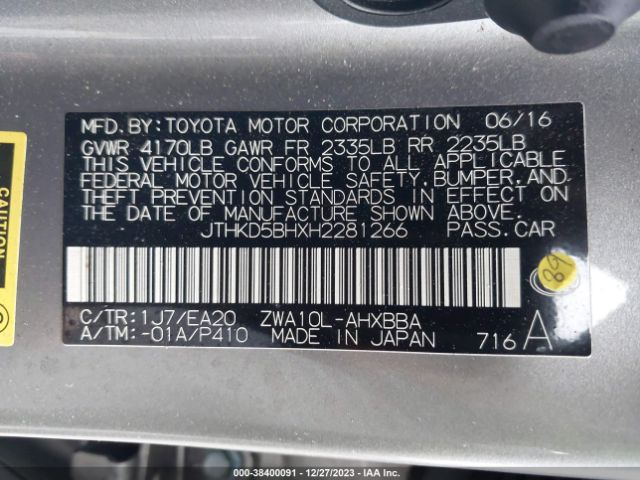 MFD.BY:TOYOTA MOTOR CORPORATION 06/16
GVWR 4170LB GAWR FR 2335LB RR 2235LB
THIS VEHICLE CONFORMS TO ALL APPLICABLE
FEDERAL MOTOR VEHICLE SAFETY,BUMPER,AND
THEFT PREVENTION STANDARDS IN EFFECT ON
THE DATE OF MANUFACTURE SHOWN ABOVE.
JTHKD5BHXH2281266 PASS.CAR
C/TR:1J7/EA20 ZWA10L-AHXBBA
A/TM:-01A/P410 MADE IN JAPAN 716 A
CAUTION
000-38400091 - 12/27/2023 - IAAI, Inc.